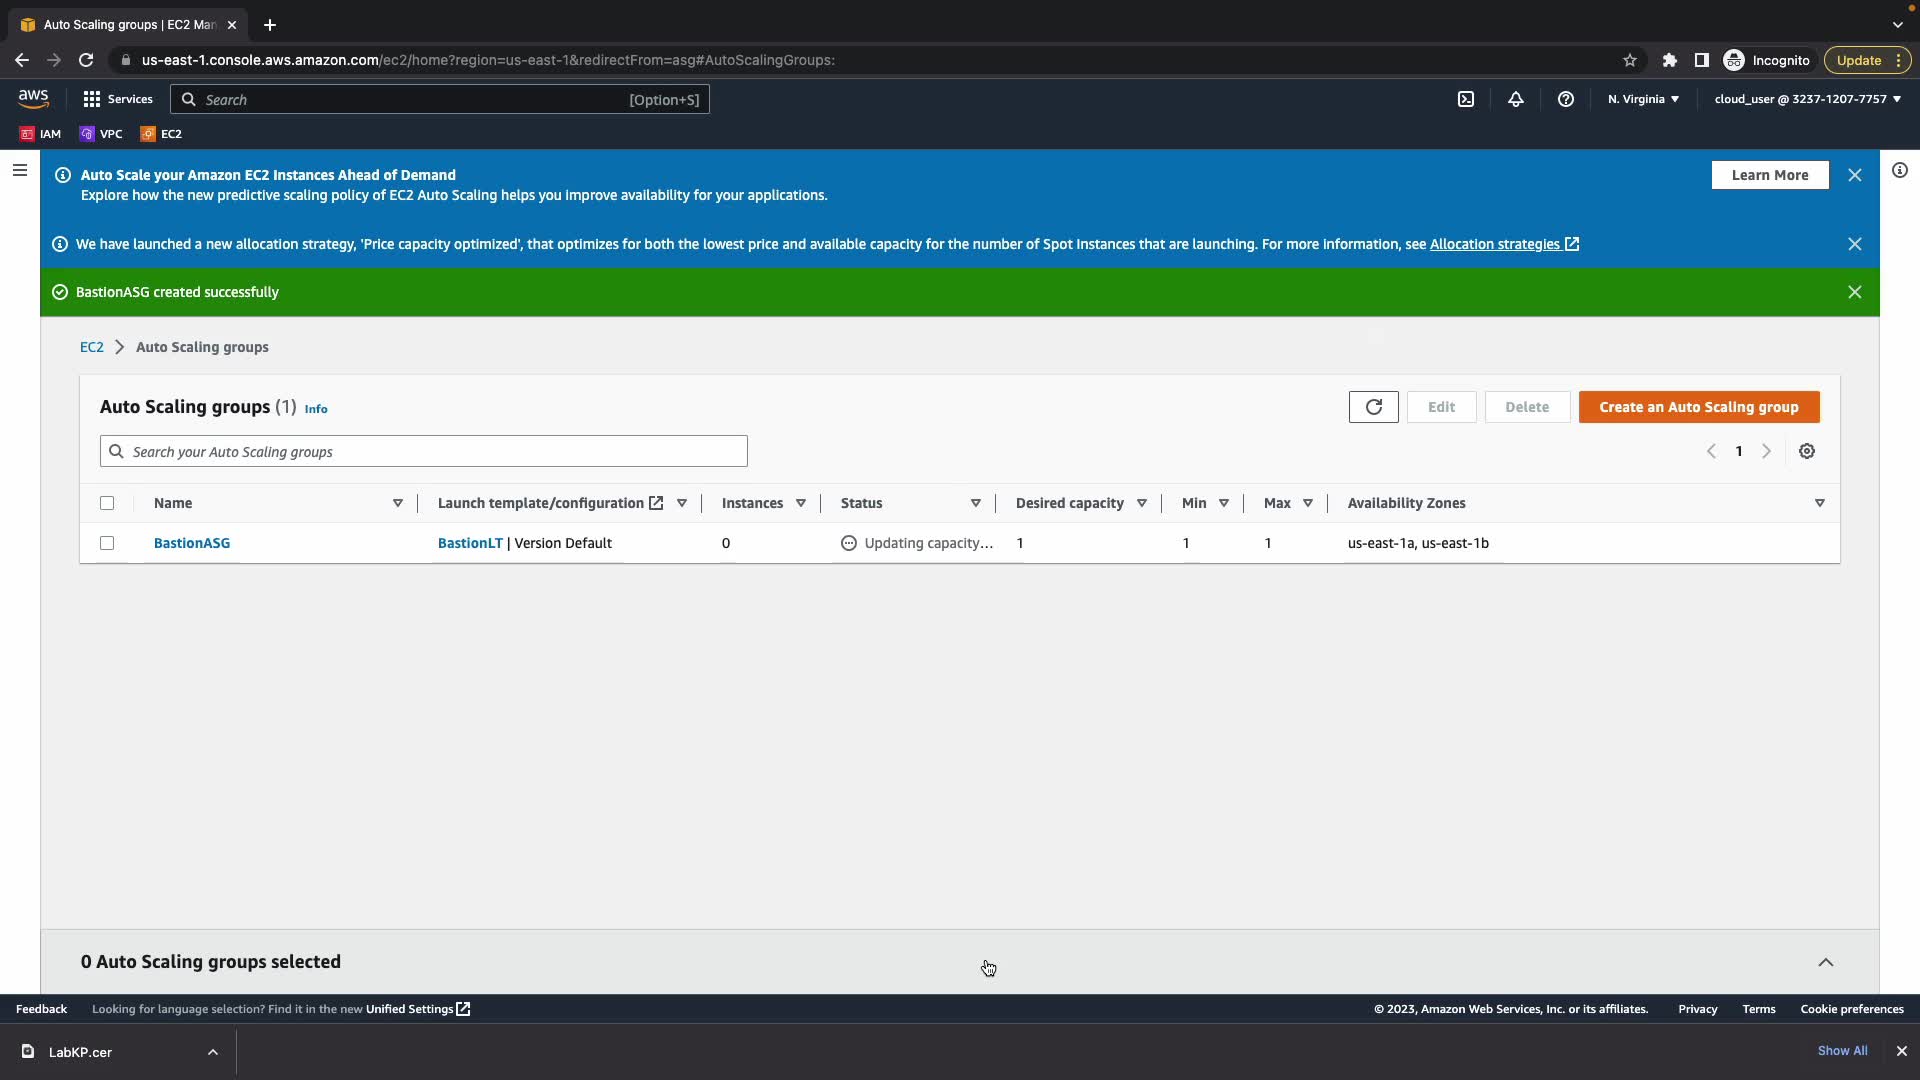 Auto Scaling groups | EC2 Man
us-east-1.console.aws.amazon.com/ec2/home?region=us-east-1&redirectFrom=asg#AutoScalingGroups:
Incognito
Update
aws
Services
Search
[Option+S]
N. Virginia
cloud_user @ 3237-1207-7757
IAM
VPC
EC2
Auto Scale your Amazon EC2 Instances Ahead of Demand
Explore how the new predictive scaling policy of EC2 Auto Scaling helps you improve availability for your applications.
Learn More
We have launched a new allocation strategy, 'Price capacity optimized', that optimizes for both the lowest price and available capacity for the number of Spot Instances that are launching. For more information, see Allocation strategies
BastionASG created successfully
EC2 > Auto Scaling groups
Auto Scaling groups (1) Info
Edit
Delete
Create an Auto Scaling group
Search your Auto Scaling groups
1
Name
Launch template/configuration
Instances
Status
Desired capacity
Min
Max
Availability Zones
BastionASG
BastionLT | Version Default
0
Updating capacity...
1
1
1
us-east-1a, us-east-1b
0 Auto Scaling groups selected
Feedback
Looking for language selection? Find it in the new Unified Settings
© 2023, Amazon Web Services, Inc. or its affiliates.
Privacy
Terms
Cookie preferences
LabKP.cer
Show All